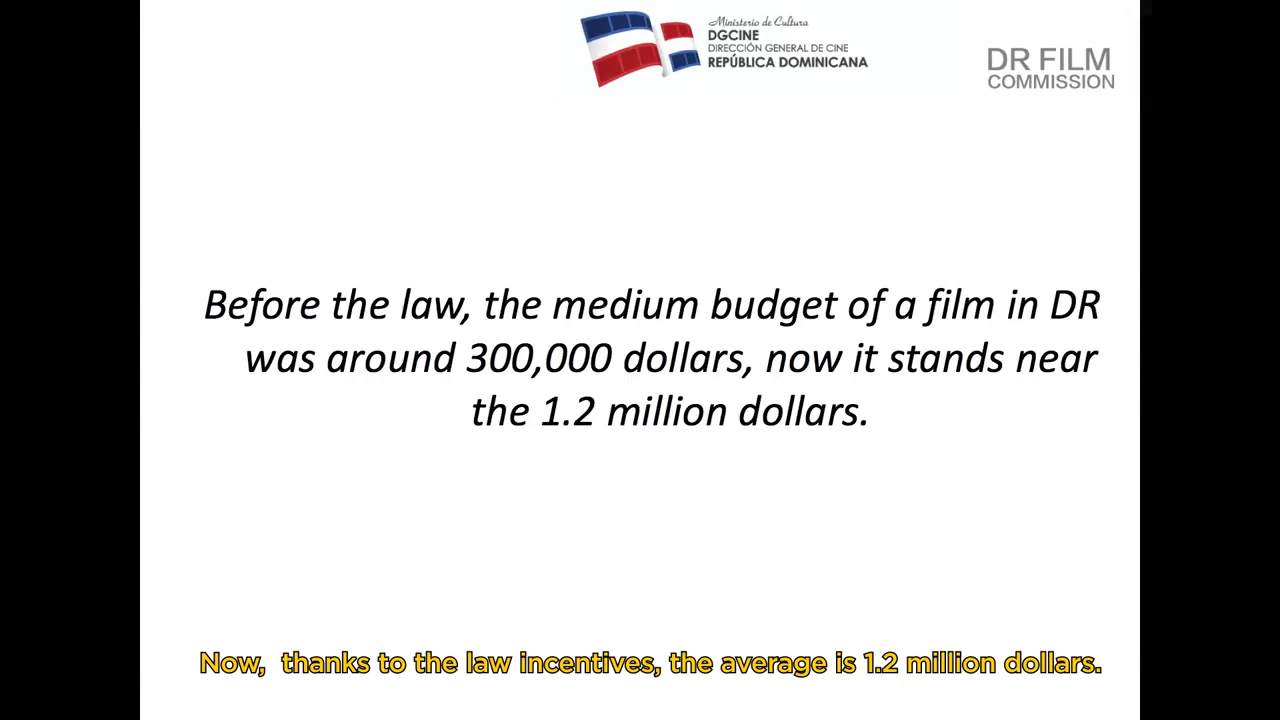 Ministerio de Cultura
DGCINE
DIRECCIÓN GENERAL DE CINE
REPÚBLICA DOMINICANA
DR FILM
COMMISSION
Before the law, the medium budget of a film in DR
was around 300,000 dollars, now it stands near
the 1.2 million dollars.
Now,  thanks to the law incentives, the average is 1.2 million dollars.